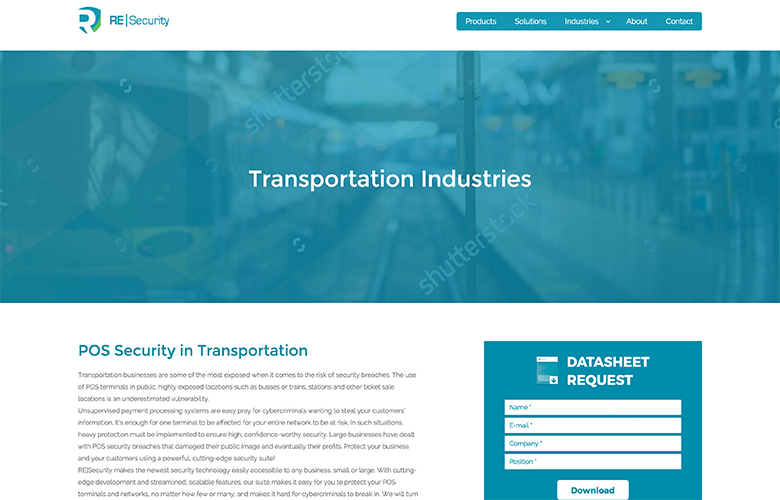 RE|Security
Products Solutions Industries About Contact
shutterstock
Transportation Industries
shutterstock
POS Security in Transportation
Transportation businesses are some of the most exposed when it comes to the risk of security breaches. The use
of POS terminals in public, highly exposed locations such as busses or trains, stations and other ticket sale
locations is an underestimated vulnerability.
Unsupervised payment processing systems are easy pray for cybercriminals wanting to steal your customers'
information. It's enough for one terminal to be affected for your entire network to be at risk. In such situations,
heavy protection must be implemented to ensure high, confidence-worthy security. Large businesses have dealt
with POS security breaches that damaged their public image and eventually their profits. Protect your business
and your customers using a powerful, cutting-edge security suite!
RE|Security makes the newest security technology easily accessible to any business, small or large. With cutting-
edge development and streamlined, scalable features, our suite makes it easy for you to protect your POS
terminals and networks, no matter how few or many; and makes it hard for cybercriminals to break in. We will turn
DATASHEET
REQUEST
Name *
E-mail *
Company *
Position *
Download